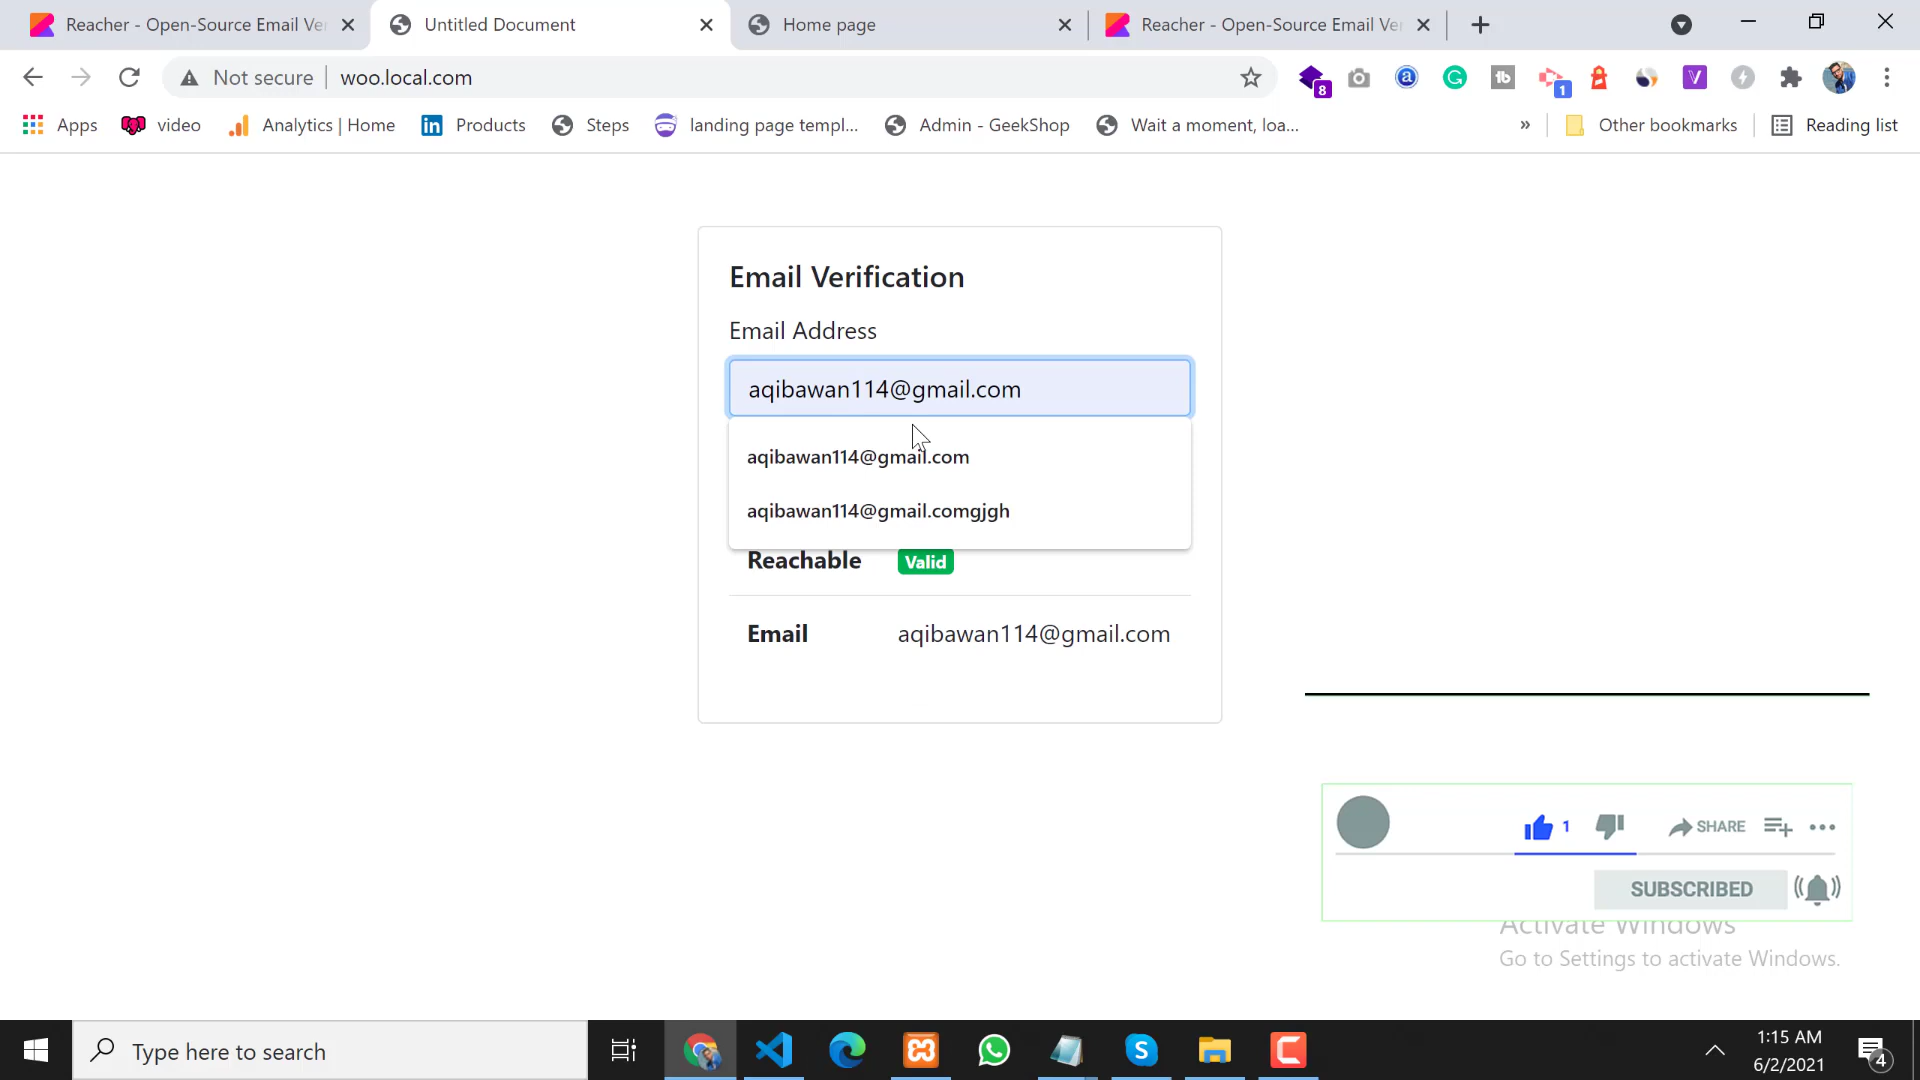 Reacher - Open-Source Email Ver
Untitled Document
Home page
Reacher - Open-Source Email Ver
Not secure
woo.local.com
8
1
Apps
video
Analytics | Home
Products
Steps
landing page templ...
Admin - GeekShop
Wait a moment, loa...
»
Other bookmarks
Reading list
Email Verification
Email Address
aqibawan114@gmail.com
aqibawan114@gmail.com
aqibawan114@gmail.comgjgh
Reachable Valid
Email aqibawan114@gmail.com
1
SHARE
SUBSCRIBED
Activate Windows
Go to Settings to activate Windows.
Type here to search
1:15 AM
6/2/2021
4